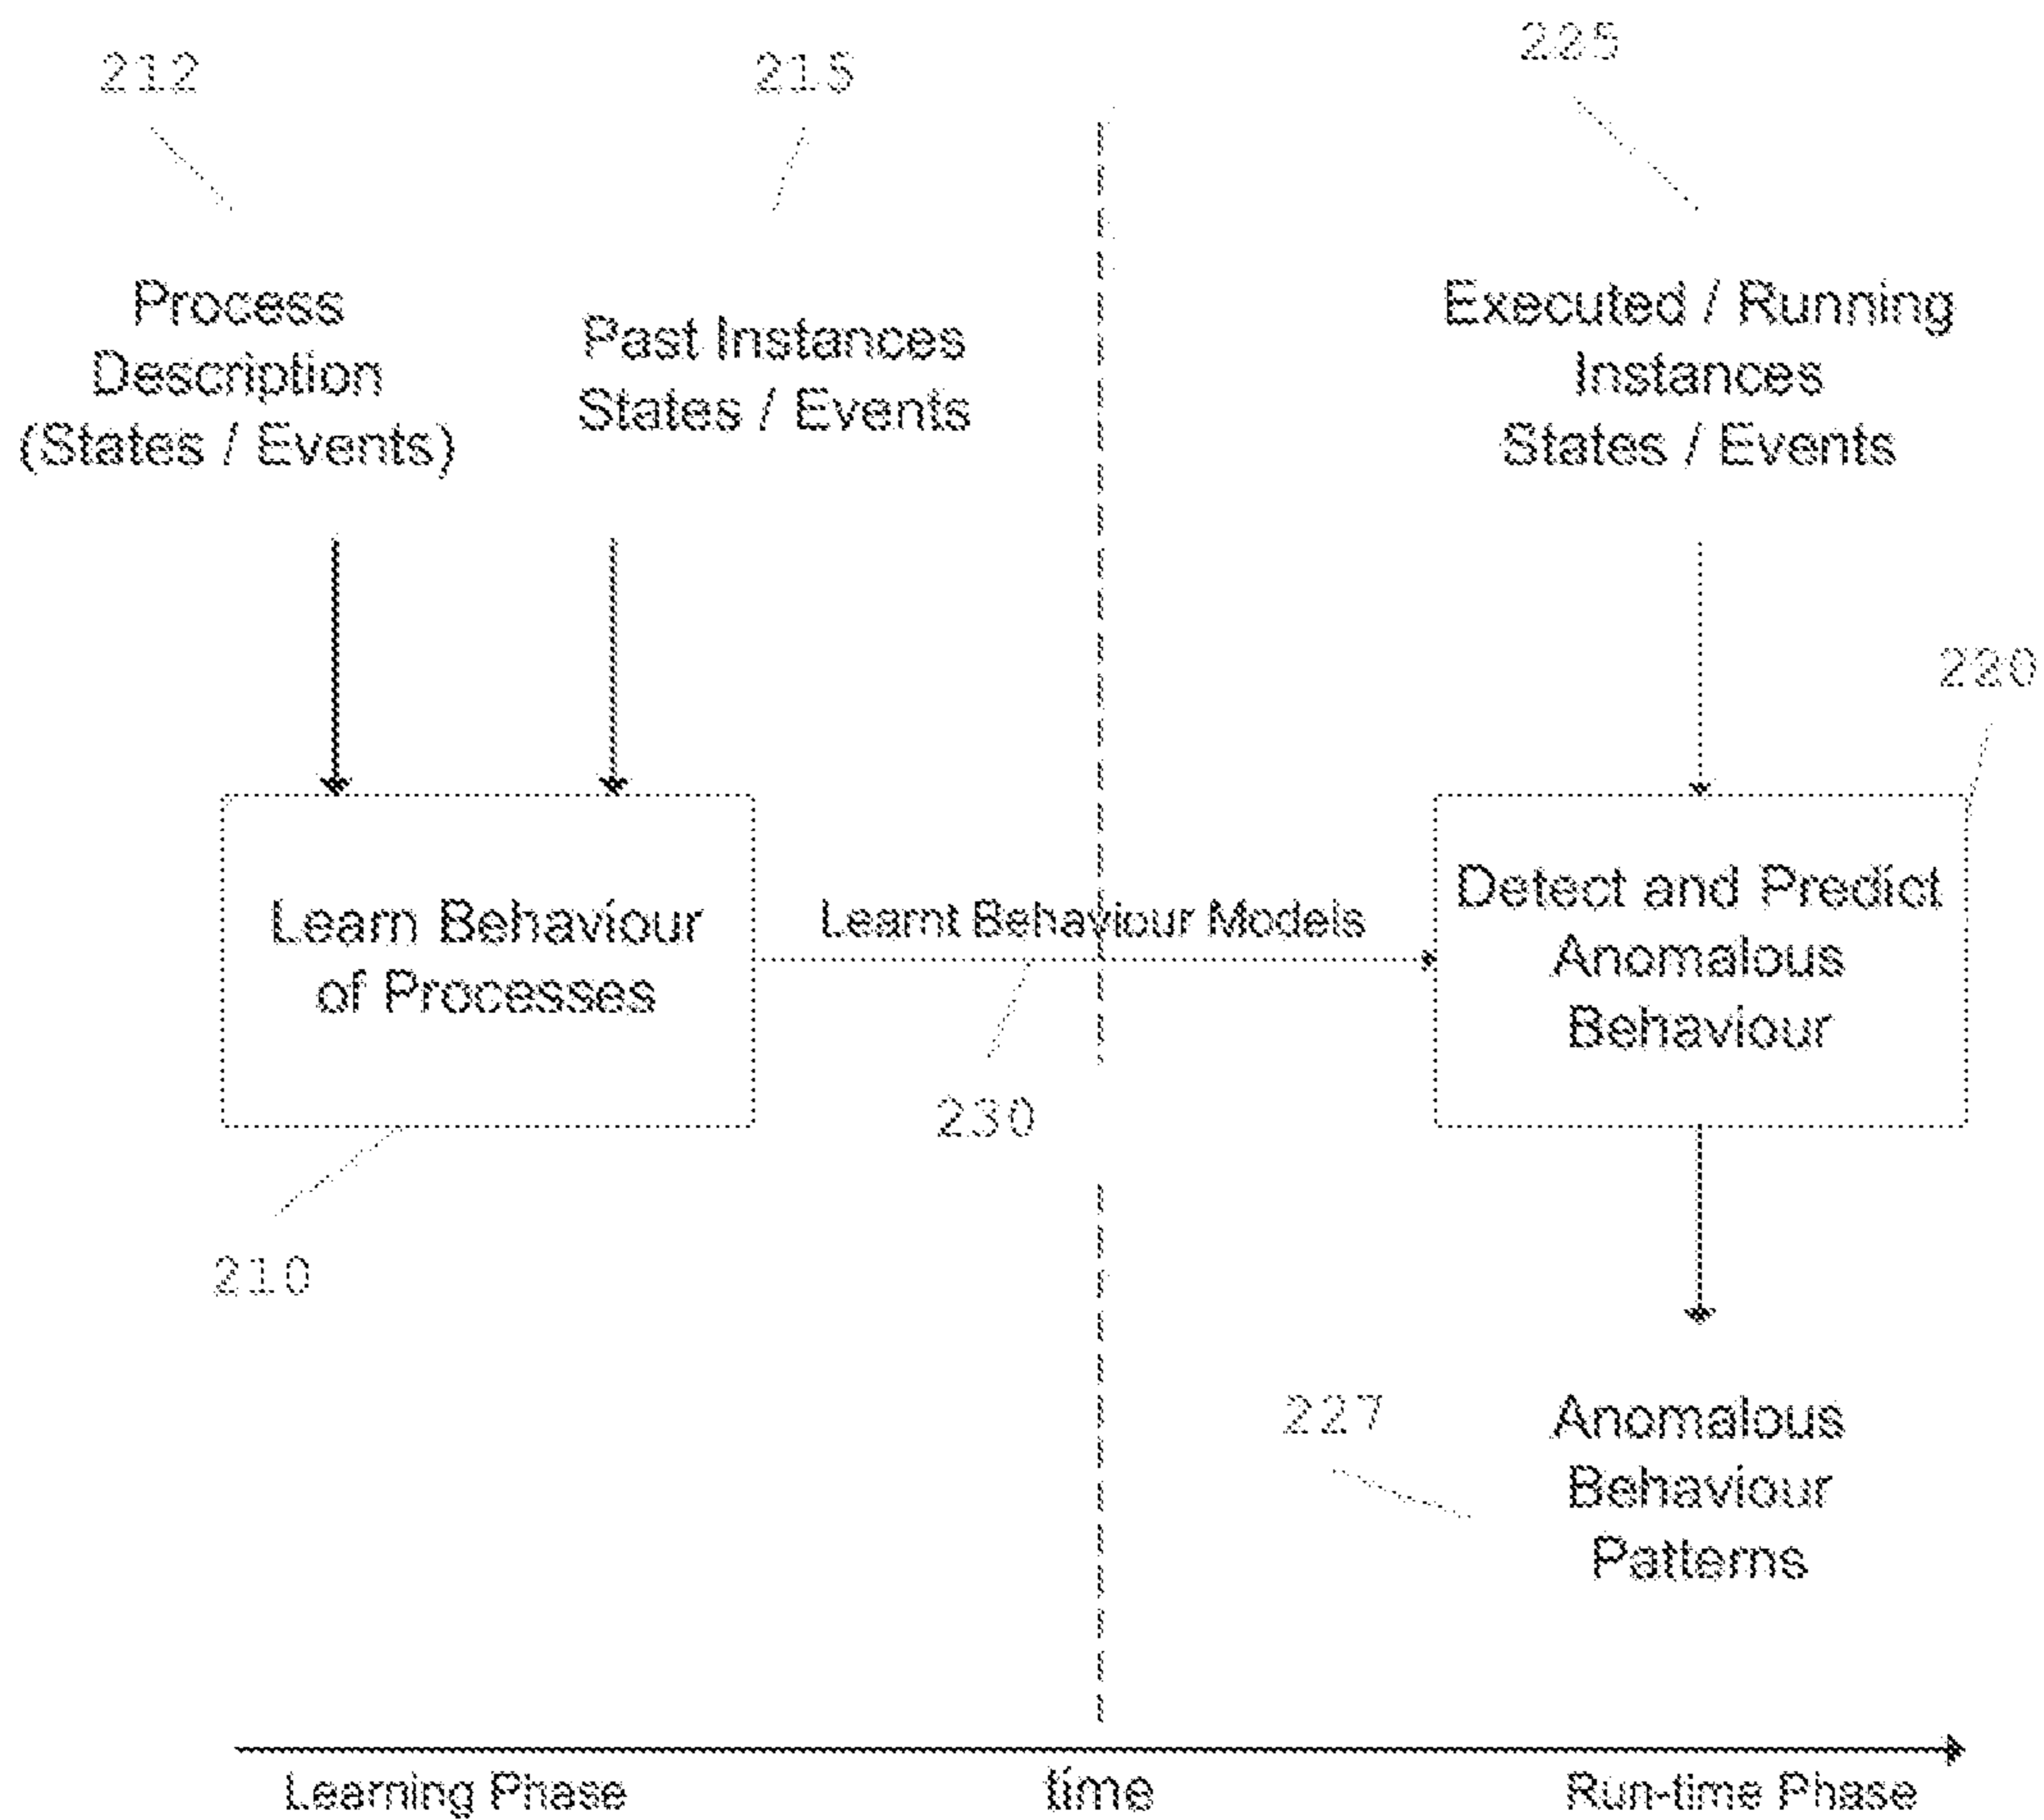 212
215
225
Process
Description
(States / Events)
Past Instances
States / Events
Executed / Running
Instances
States / Events
220
Learn Behaviour
of Processes
Learnt Behaviour Models
Detect and Predict
Anomalous
Behaviour
230
210
227
Anomalous
Behaviour
Patterns
Learning Phase
time
Run-time Phase